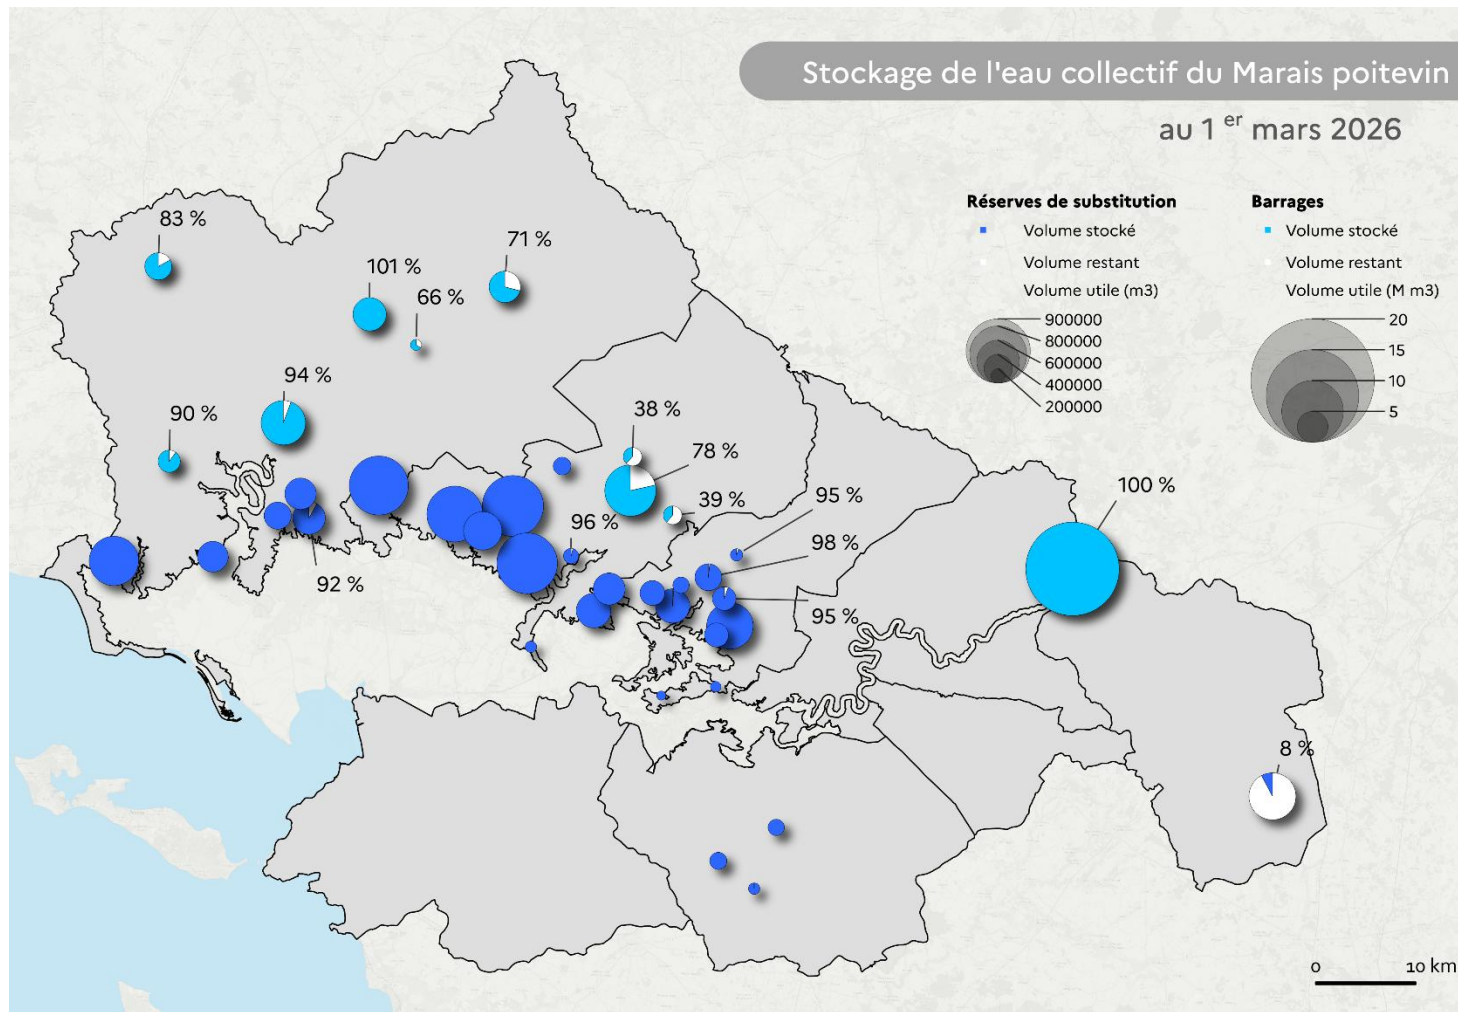 Stockage de l'eau collectif du Marais poitevin
au 1 er mars 2026
Réserves de substitution
Volume stocké
Volume restant
Volume utile (m3)
900000
800000
600000
400000
200000
Barrages
Volume stocké
Volume restant
Volume utile (M m3)
20
15
10
5
83 %
71 %
101 %
66 %
94 %
90 %
38 %
78 %
39 %
95 %
100 %
96 %
98 %
92 %
95 %
8 %
0 10 km